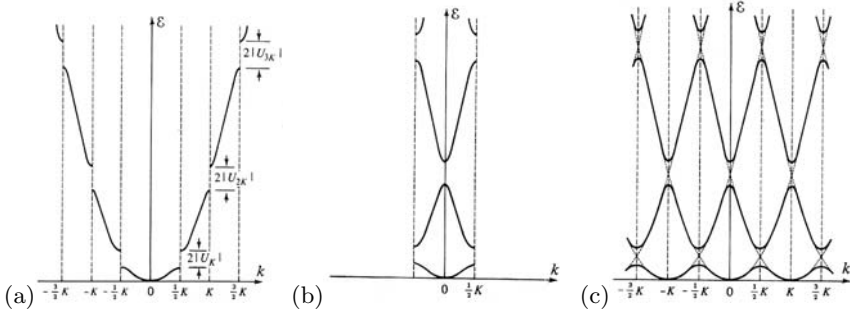 ε
2|U₃ₖ|
2|U₂ₖ|
2|Uₖ|
k
(a) -3/2 K -K -1/2 K 0 1/2 K K 3/2 K
ε
k
(b) 0 1/2 K
ε
k
(c) -3/2 K -K -1/2 K 0 1/2 K K 3/2 K